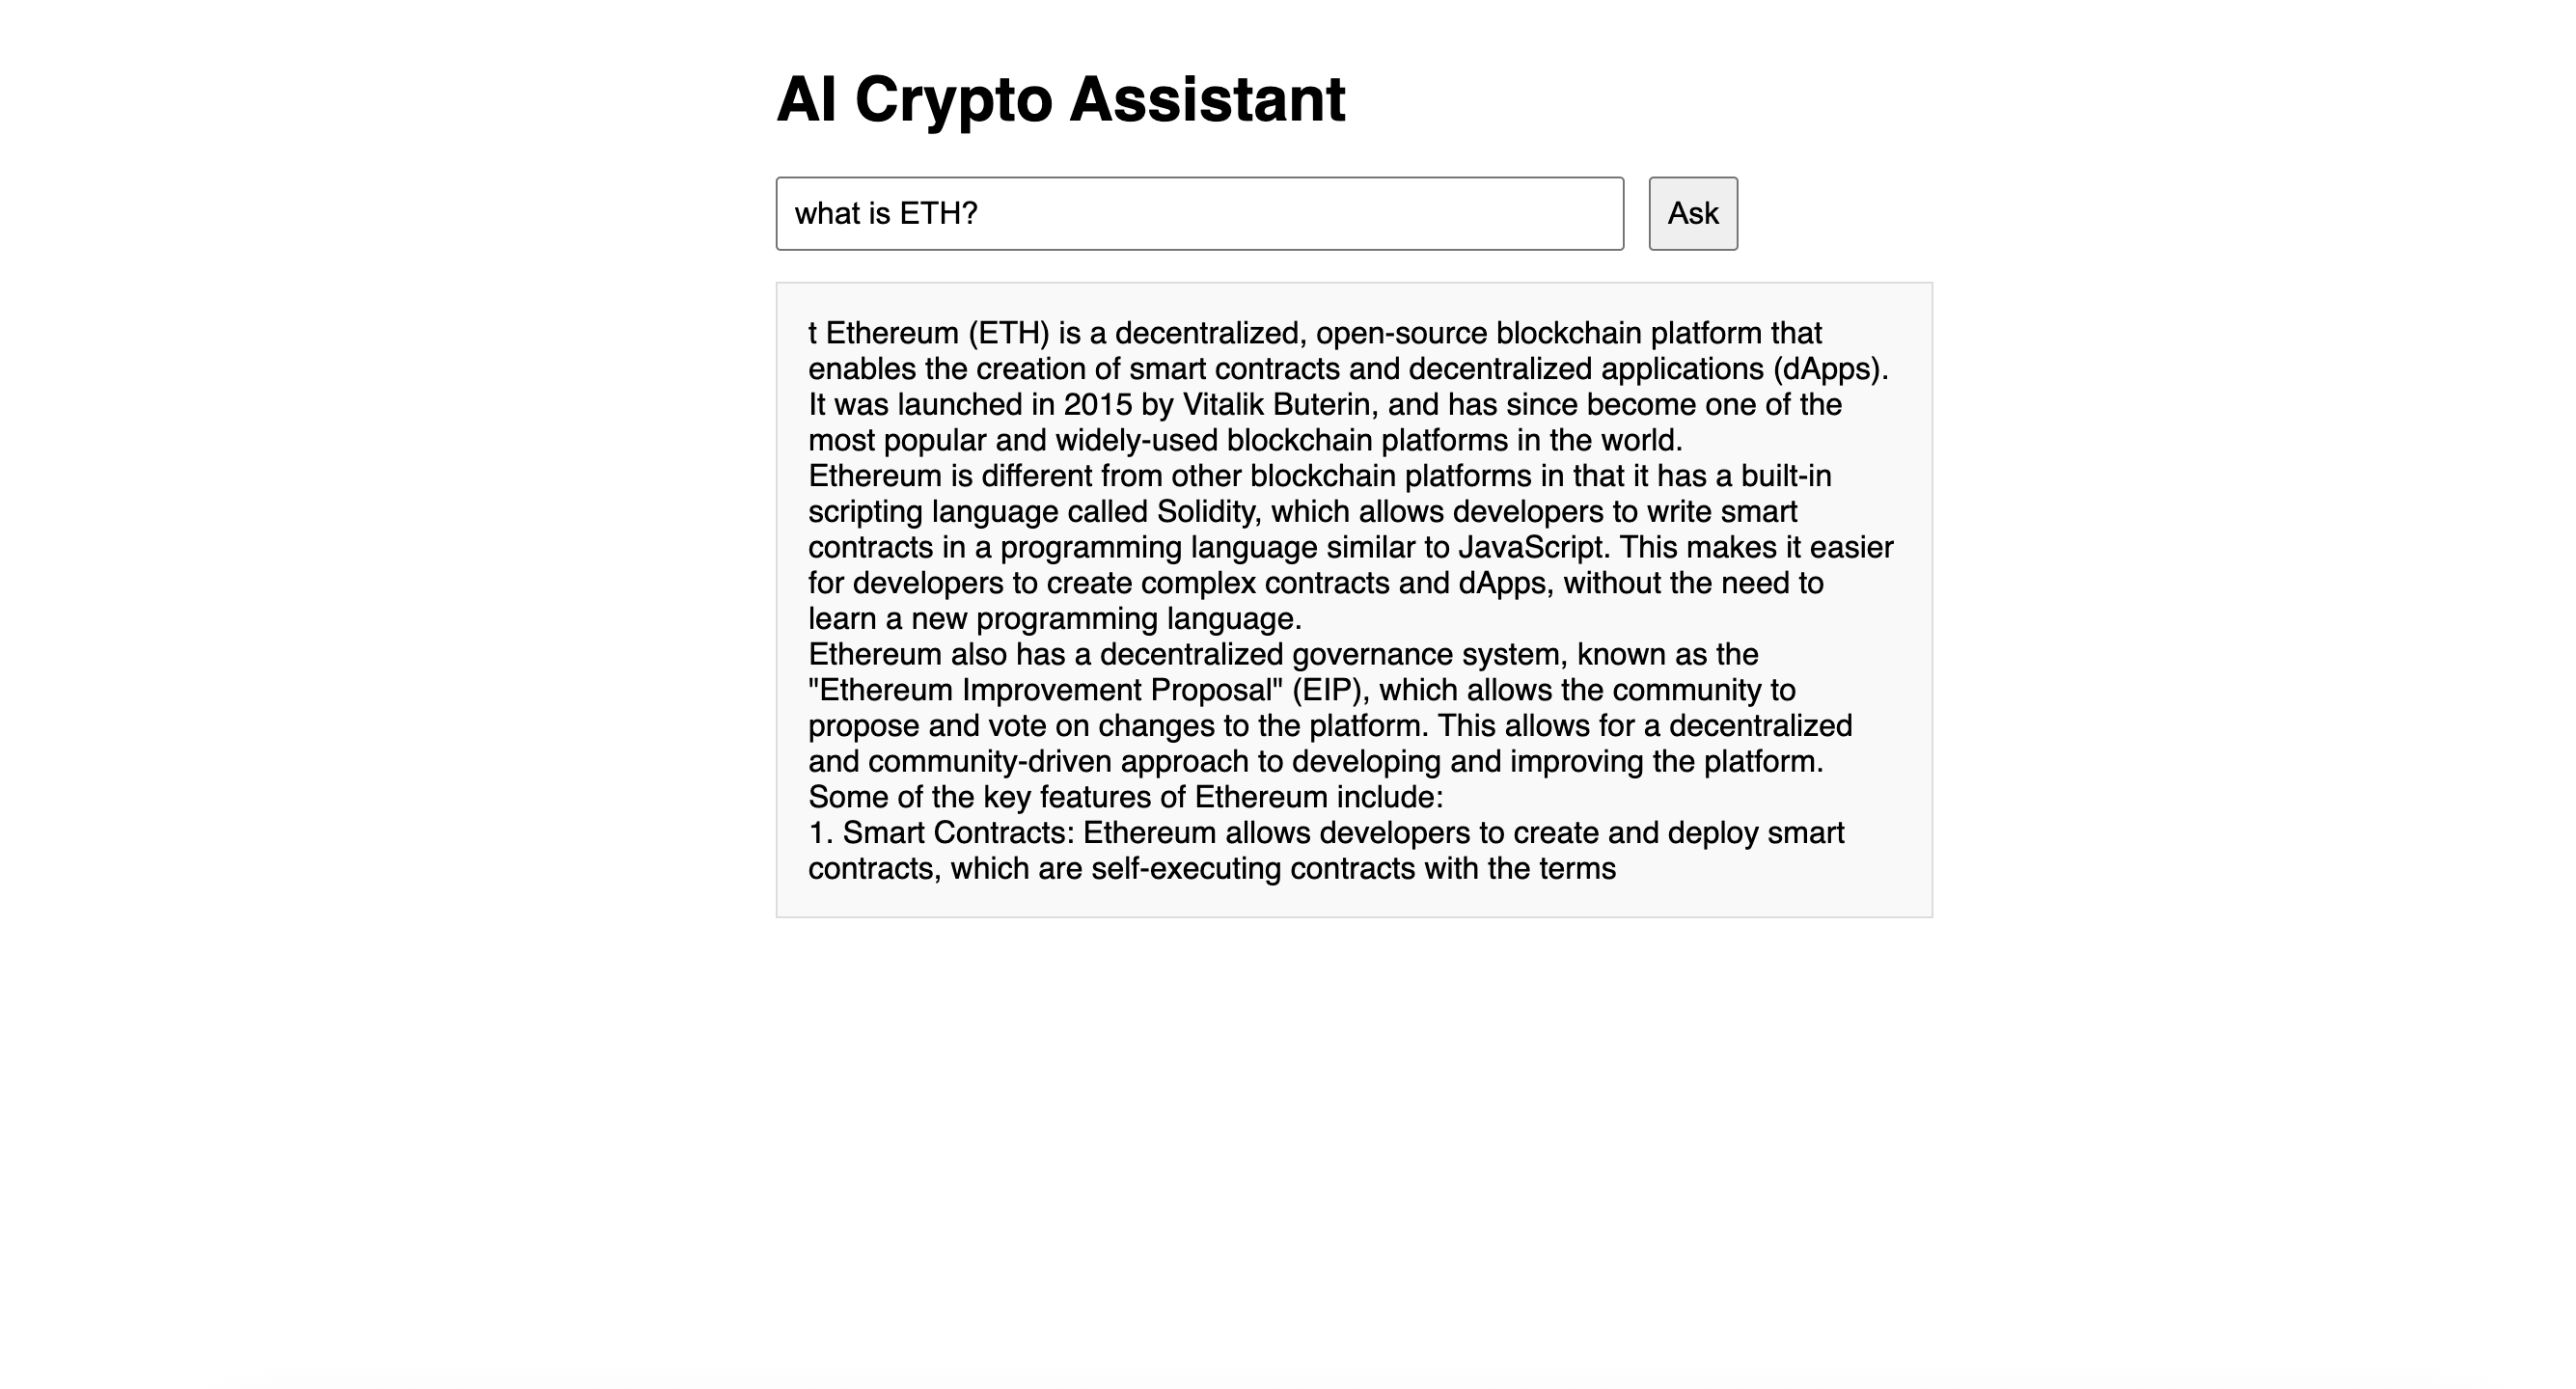 AI Crypto Assistant
what is ETH?
Ask
t Ethereum (ETH) is a decentralized, open-source blockchain platform that
enables the creation of smart contracts and decentralized applications (dApps).
It was launched in 2015 by Vitalik Buterin, and has since become one of the
most popular and widely-used blockchain platforms in the world.
Ethereum is different from other blockchain platforms in that it has a built-in
scripting language called Solidity, which allows developers to write smart
contracts in a programming language similar to JavaScript. This makes it easier
for developers to create complex contracts and dApps, without the need to
learn a new programming language.
Ethereum also has a decentralized governance system, known as the
"Ethereum Improvement Proposal" (EIP), which allows the community to
propose and vote on changes to the platform. This allows for a decentralized
and community-driven approach to developing and improving the platform.
Some of the key features of Ethereum include:
1. Smart Contracts: Ethereum allows developers to create and deploy smart
contracts, which are self-executing contracts with the terms